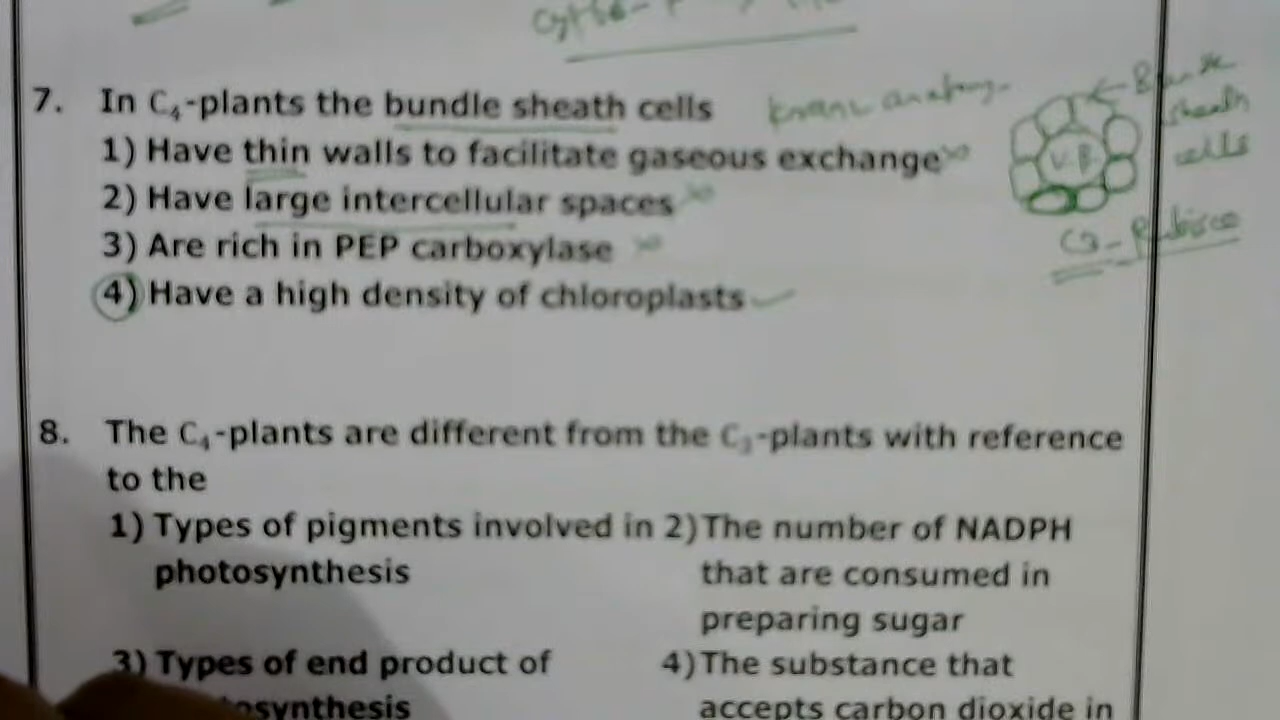 7. In C₄-plants the bundle sheath cells
1) Have thin walls to facilitate gaseous exchange
2) Have large intercellular spaces
3) Are rich in PEP carboxylase
4) Have a high density of chloroplasts
V.B.
sheath
cells
C3- Rubisco
8. The C₄-plants are different from the C₃-plants with reference
to the
1) Types of pigments involved in photosynthesis
2) The number of NADPH
that are consumed in
preparing sugar
3) Types of end product of
4) The substance that
accepts carbon dioxide in